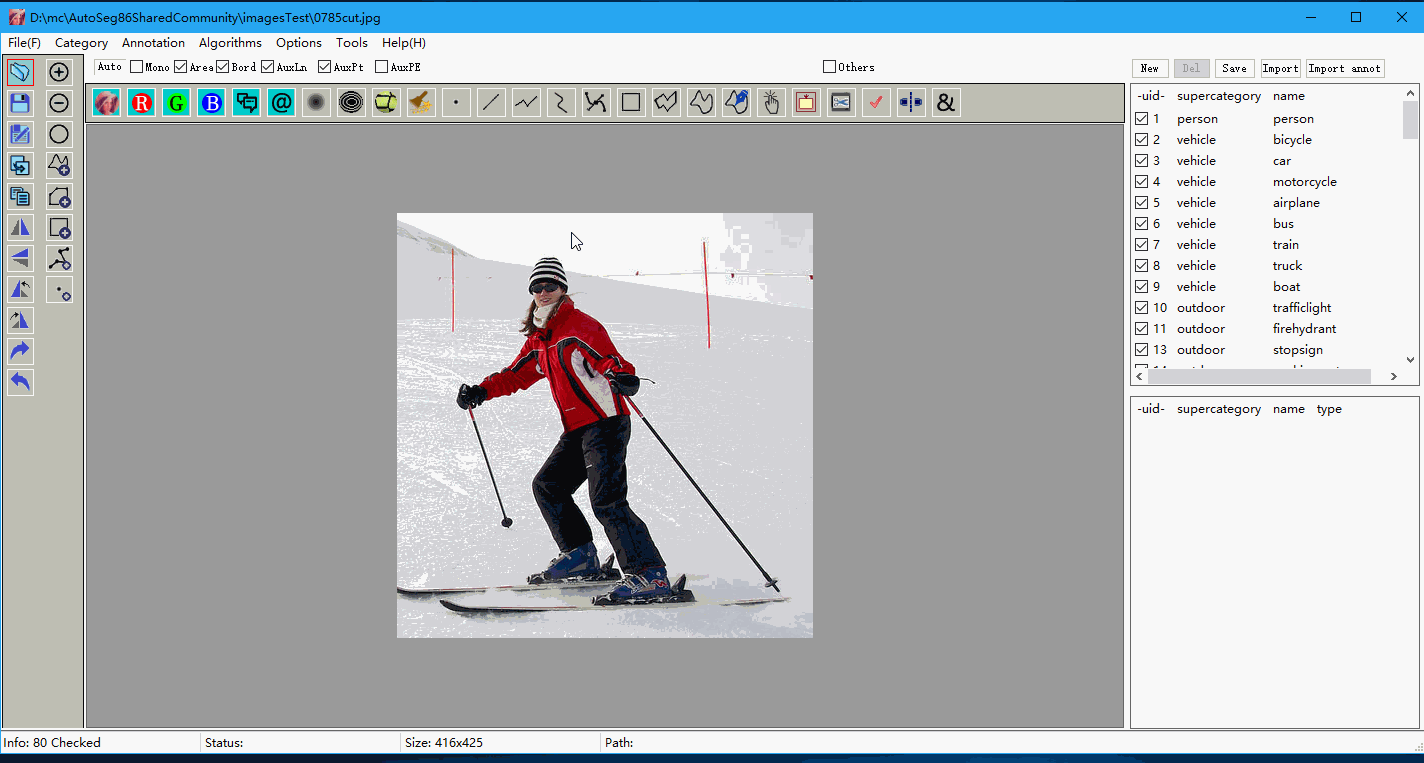 D:\mc\AutoSeg86SharedCommunity\imagesTest\0785cut.jpg
File(F) Category Annotation Algorithms Options Tools Help(H)
Auto Mono Area Bord AuxLn AuxPt AuxPE Others New Del Save Import Import annot
R G B @ &
-uid- supercategory name
1 person person
2 vehicle bicycle
3 vehicle car
4 vehicle motorcycle
5 vehicle airplane
6 vehicle bus
7 vehicle train
8 vehicle truck
9 vehicle boat
10 outdoor trafficlight
11 outdoor firehydrant
13 outdoor stopsign
-uid- supercategory name type
Info: 80 Checked Status: Size: 416x425 Path: